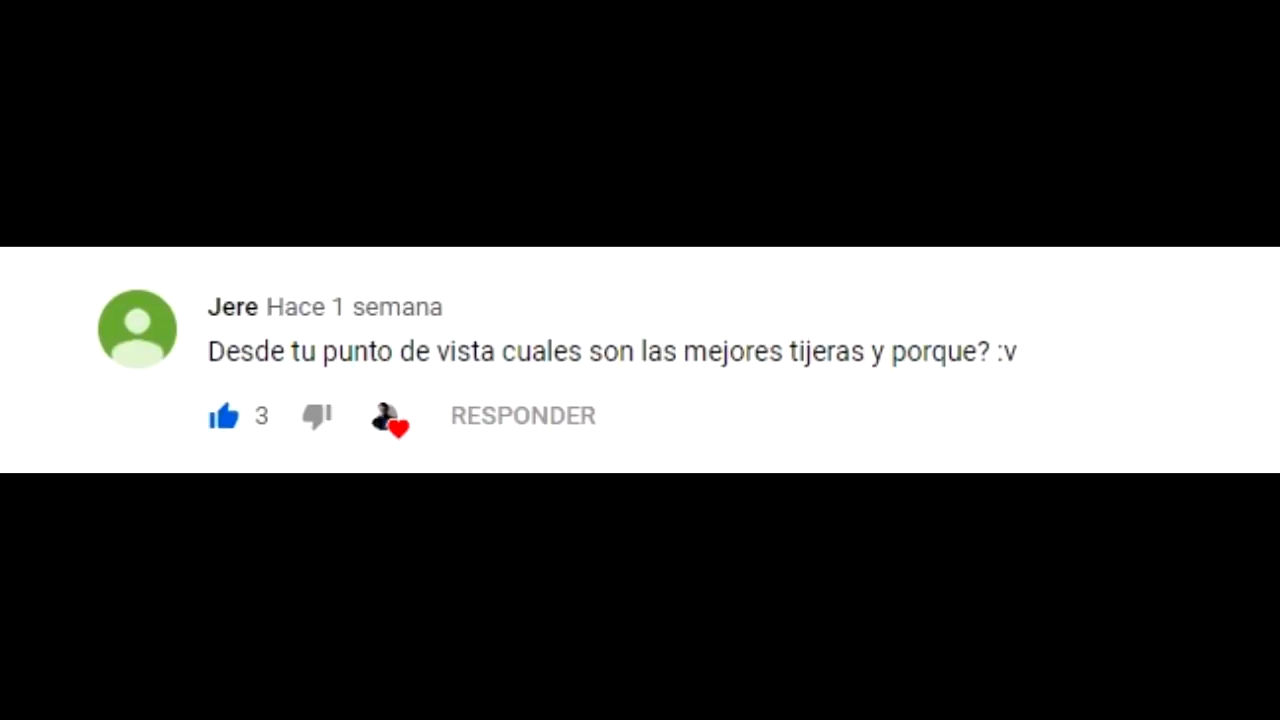 Jere Hace 1 semana
Desde tu punto de vista cuales son las mejores tijeras y porque? :v
3 RESPONDER